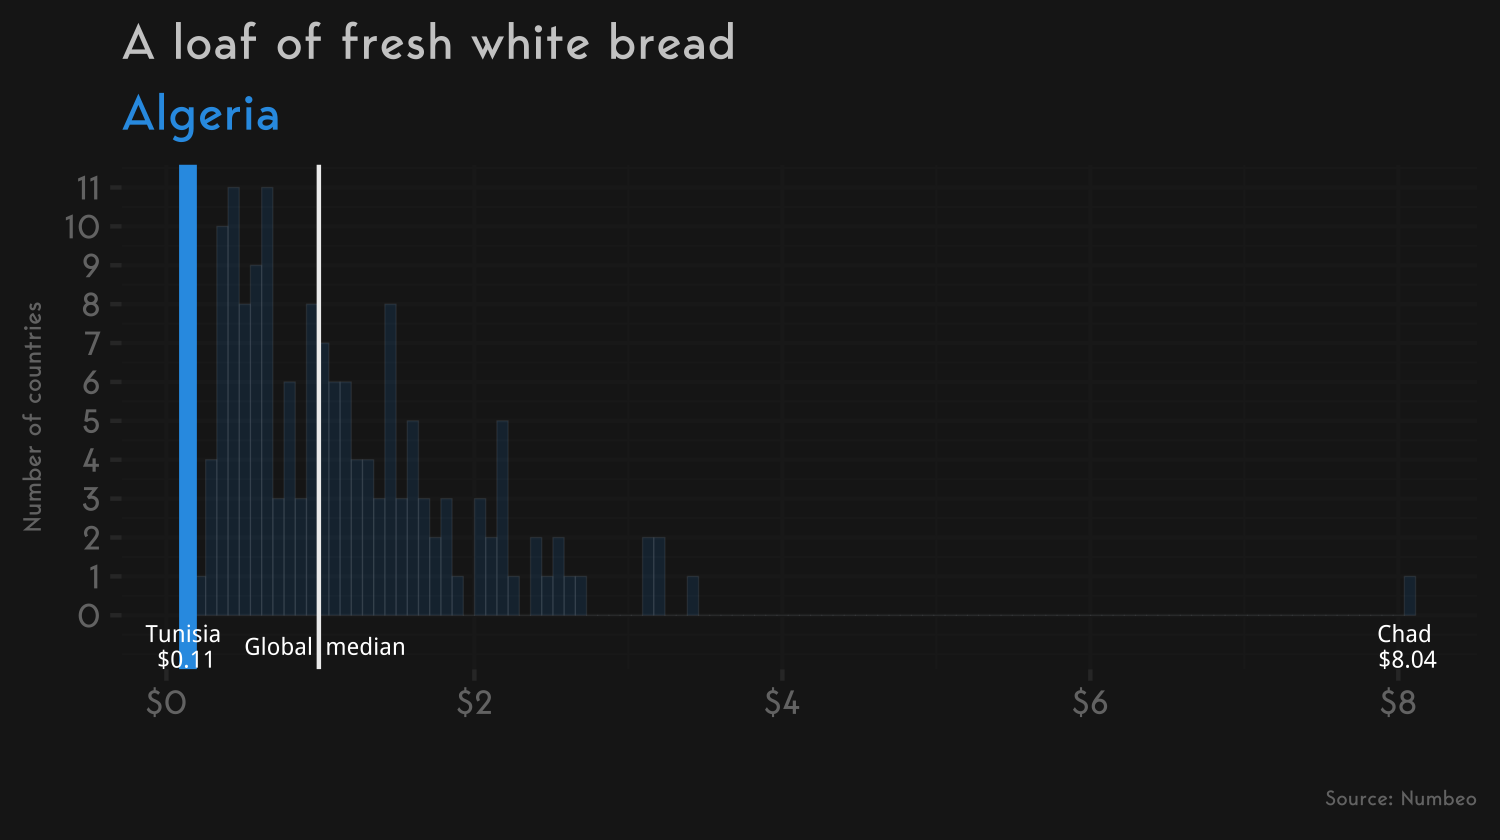 A loaf of fresh white bread
Algeria
Number of countries
11
10
9
8
7
6
5
4
3
2
1
0
Tunisia
$0.11
Global median
Chad
$8.04
$0 $2 $4 $6 $8
Source: Numbeo